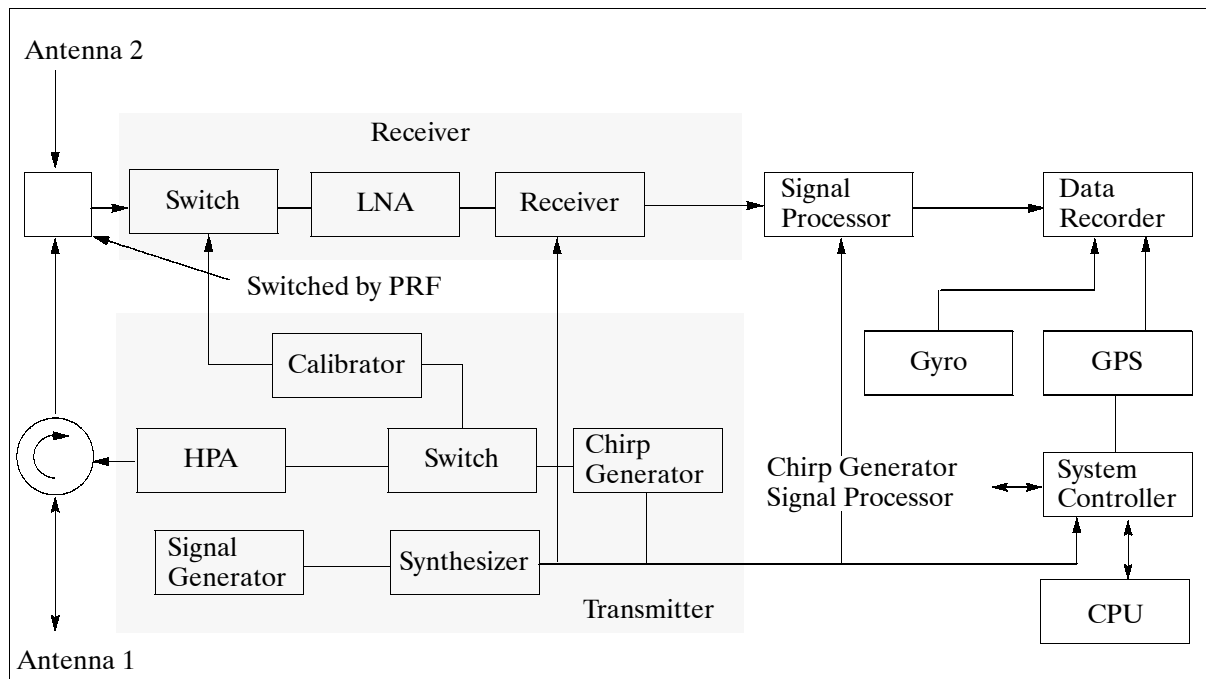 Antenna 2
Receiver
Switch
LNA
Receiver
Signal
Processor
Data
Recorder
Switched by PRF
Calibrator
Gyro
GPS
HPA
Switch
Chirp
Generator
Chirp Generator
Signal Processor
System
Controller
Signal
Generator
Synthesizer
Transmitter
CPU
Antenna 1